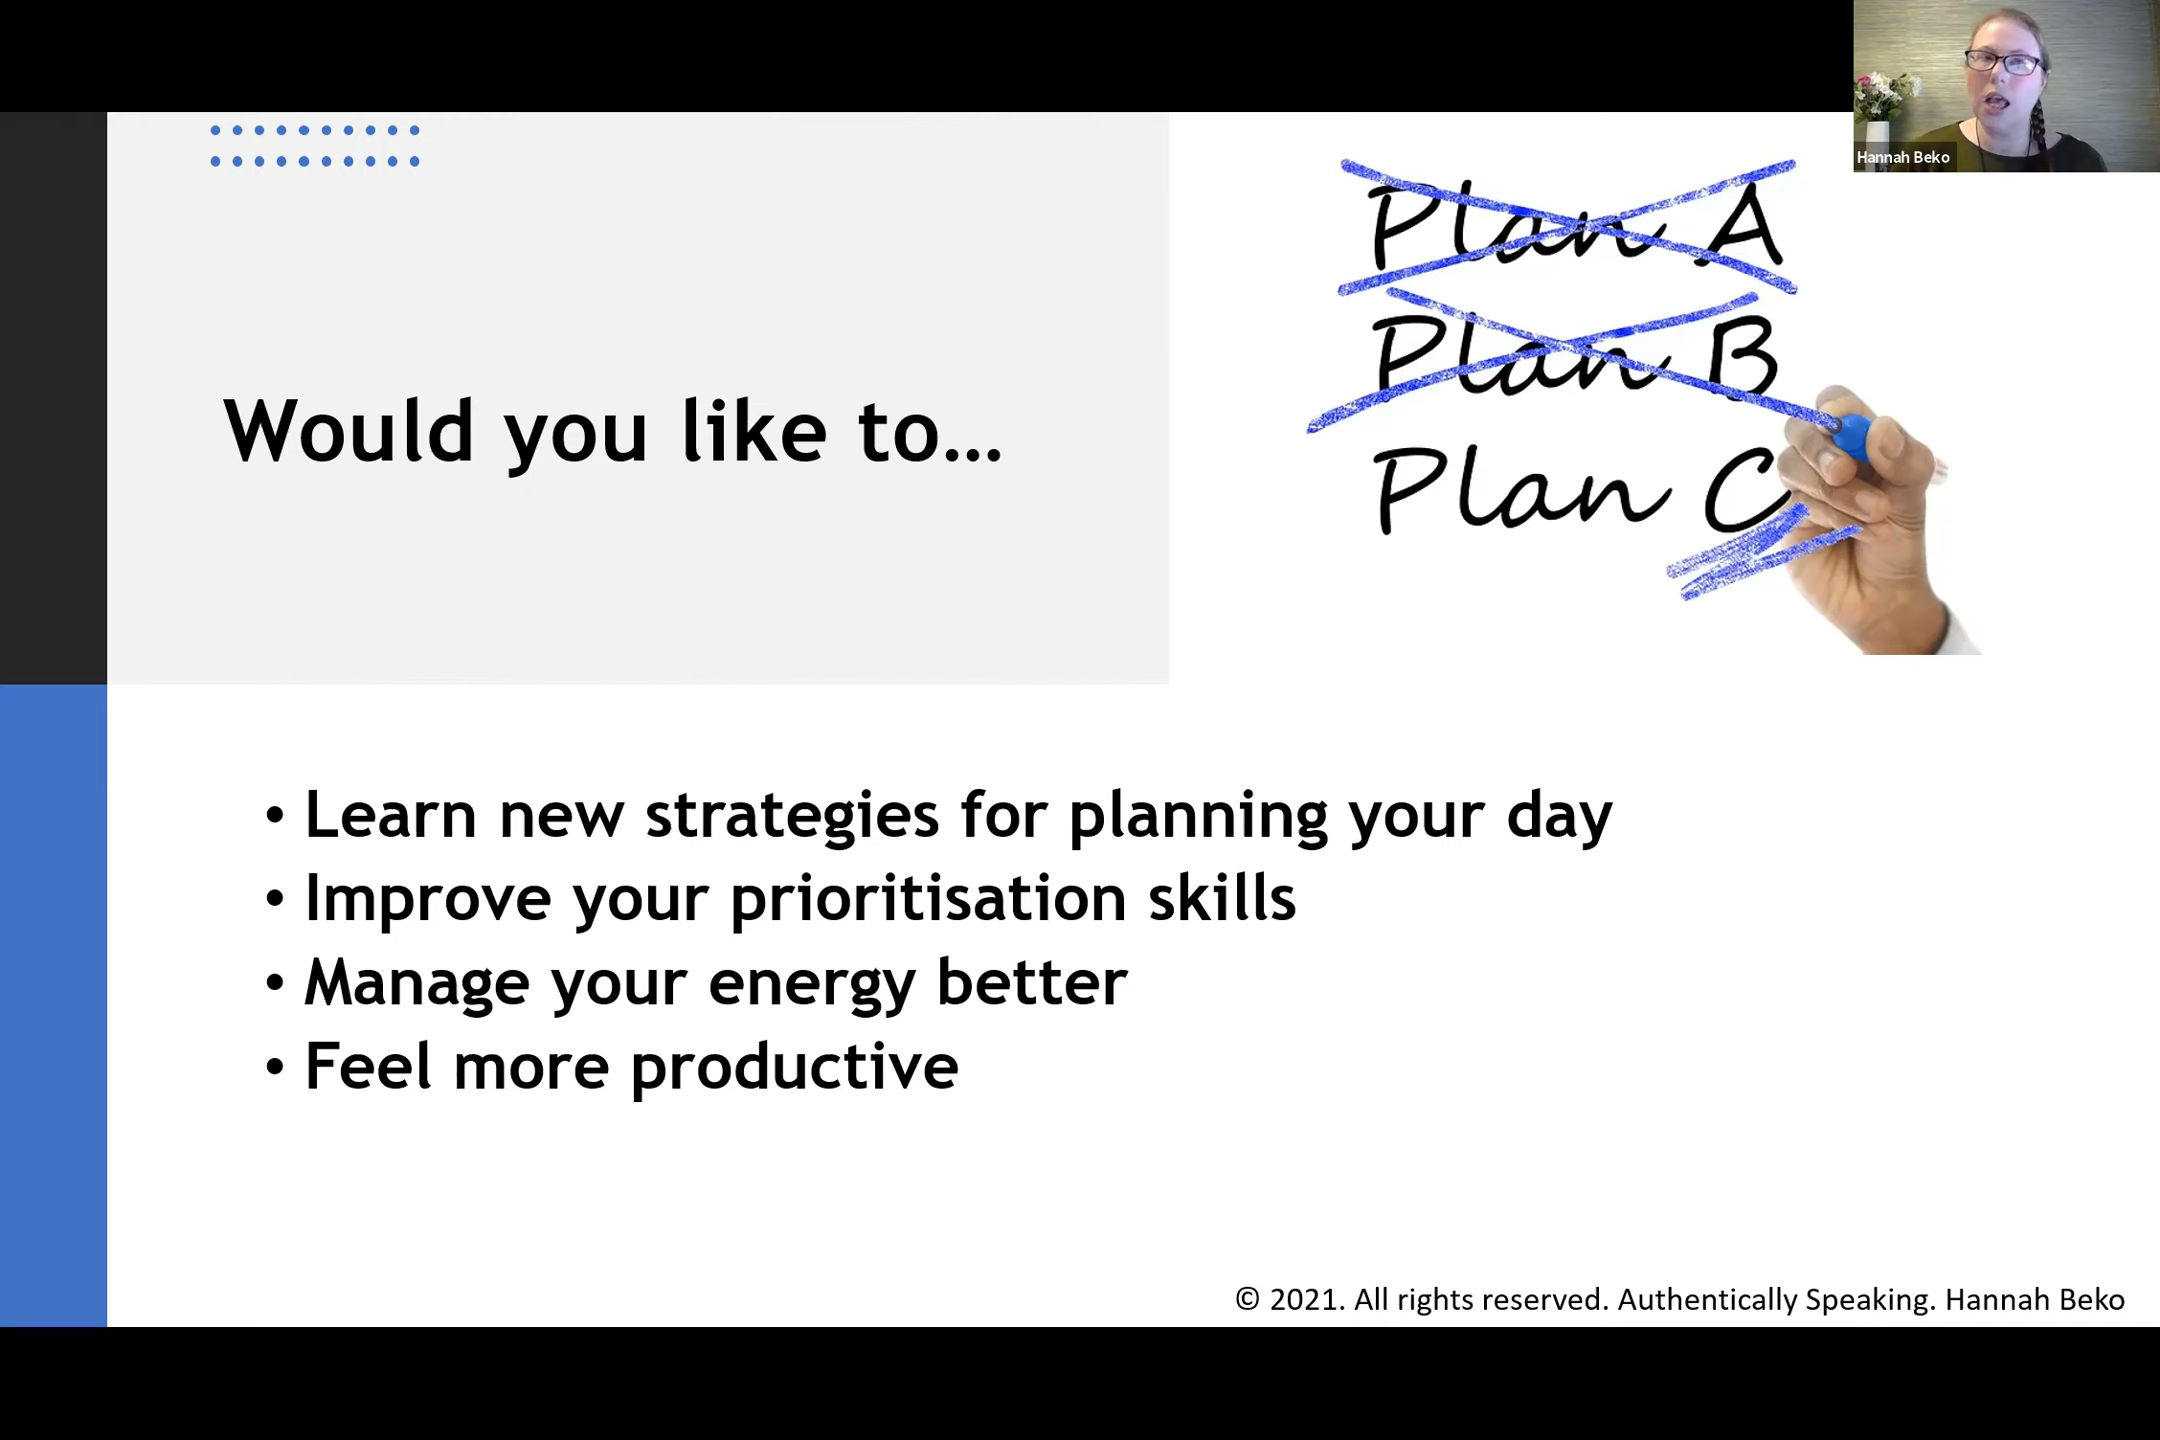 Hannah Beko
Plan A
Plan B
Plan C
Would you like to...
• Learn new strategies for planning your day
• Improve your prioritisation skills
• Manage your energy better
• Feel more productive
© 2021. All rights reserved. Authentically Speaking. Hannah Beko